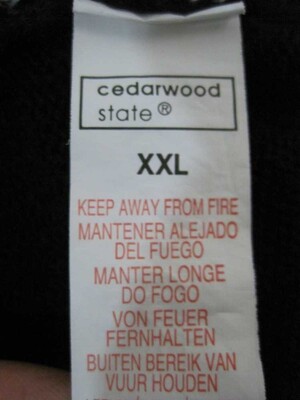 cedarwood
state®
XXL
KEEP AWAY FROM FIRE
MANTENER ALEJADO
DEL FUEGO
MANTER LONGE
DO FOGO
VON FEUER
FERNHALTEN
BUITEN BEREIK VAN
VUUR HOUDEN